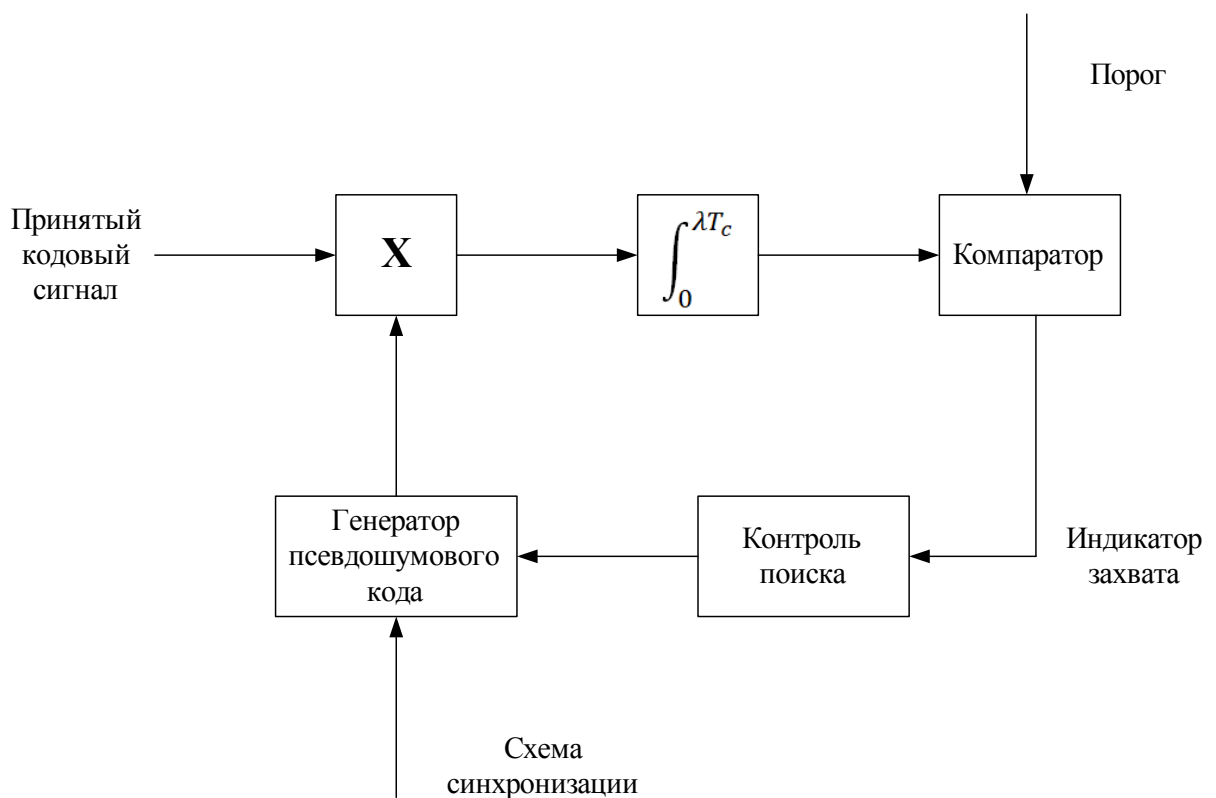 Порог
Принятый
кодовый
сигнал
X
∫₀^λT_c
Компаратор
Генератор
псевдошумового
кода
Контроль
поиска
Индикатор
захвата
Схема
синхронизации